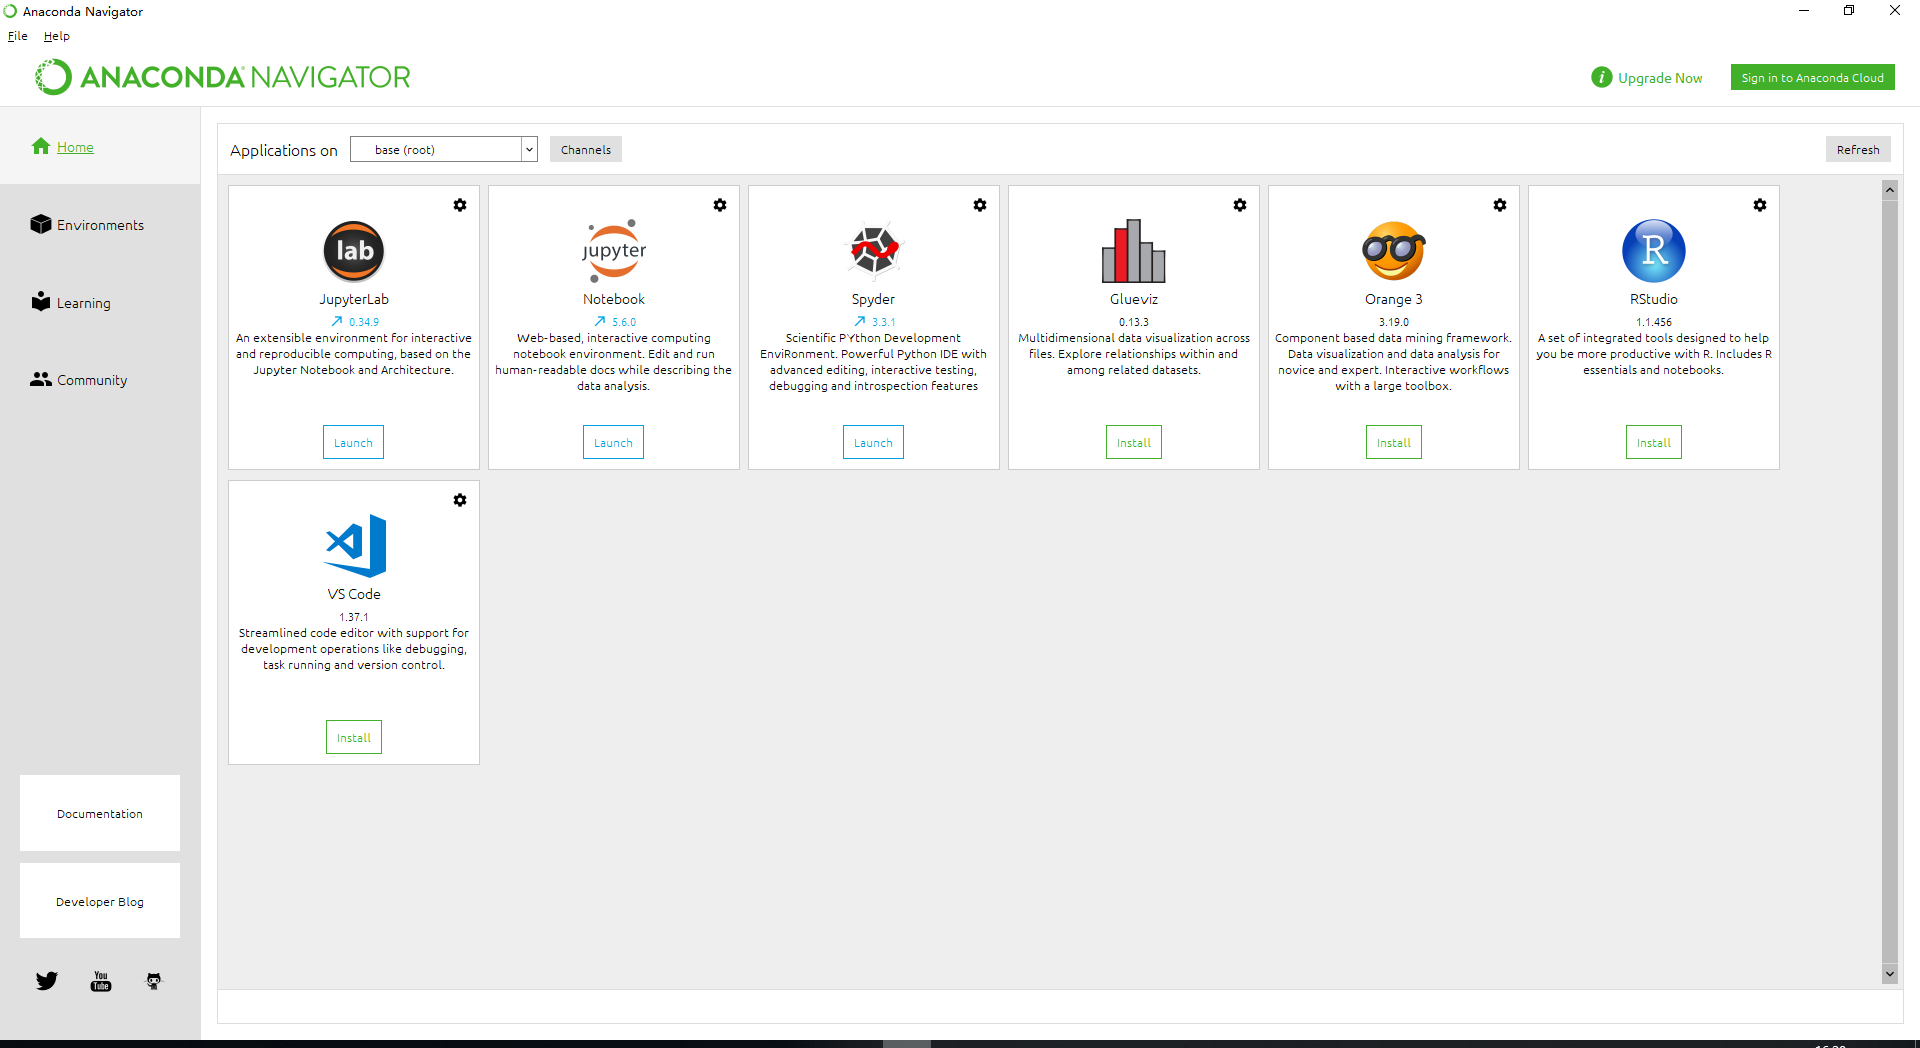 Anaconda Navigator
File Help
ANACONDA NAVIGATOR
Upgrade Now
Sign in to Anaconda Cloud
Home
Environments
Learning
Community
Documentation
Developer Blog
You
Tube
Applications on
base (root)
Channels
Refresh
lab
JupyterLab
0.34.9
An extensible environment for interactive
and reproducible computing, based on the
Jupyter Notebook and Architecture.
Launch
jupyter
Notebook
5.6.0
Web-based, interactive computing
notebook environment. Edit and run
human-readable docs while describing the
data analysis.
Launch
Spyder
3.3.1
Scientific PYthon Development
EnviRonment. Powerful Python IDE with
advanced editing, interactive testing,
debugging and introspection features
Launch
Glueviz
0.13.3
Multidimensional data visualization across
files. Explore relationships within and
among related datasets.
Install
Orange 3
3.19.0
Component based data mining framework.
Data visualization and data analysis for
novice and expert. Interactive workflows
with a large toolbox.
Install
R
RStudio
1.1.456
A set of integrated tools designed to help
you be more productive with R. Includes R
essentials and notebooks.
Install
VS Code
1.37.1
Streamlined code editor with support for
development operations like debugging,
task running and version control.
Install